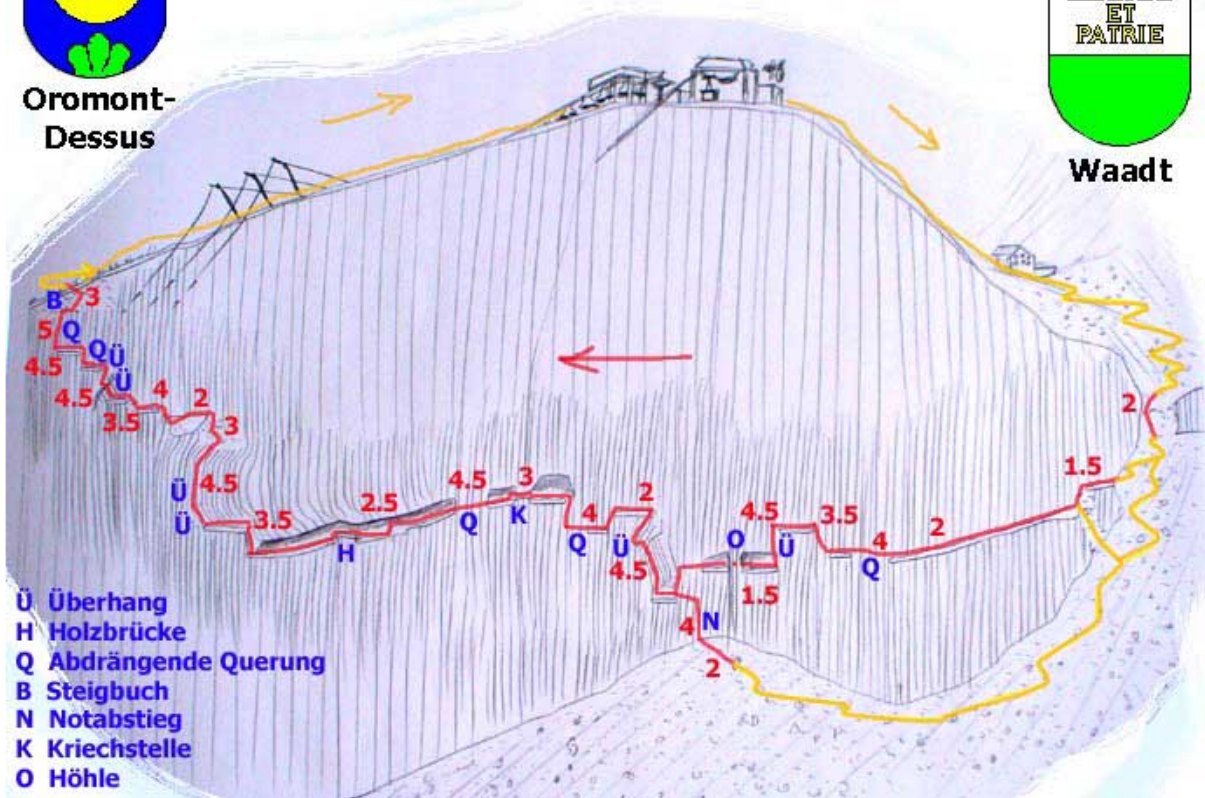 ET
PATRIE
Oromont-
Dessus
Waadt
B 3
5 Q
4.5 Q Ü
4.5 Ü
3.5 4 2
3
2
Ü 4.5
Ü
3.5 2.5 4.5 3
H Q K
4 2
Q Ü
4.5
O 4.5 3.5
Ü 4 2
Q
1.5
1.5
4 N
2
Ü Überhang
H Holzbrücke
Q Abdrängende Querung
B Steigbuch
N Notabstieg
K Kriechstelle
O Höhle